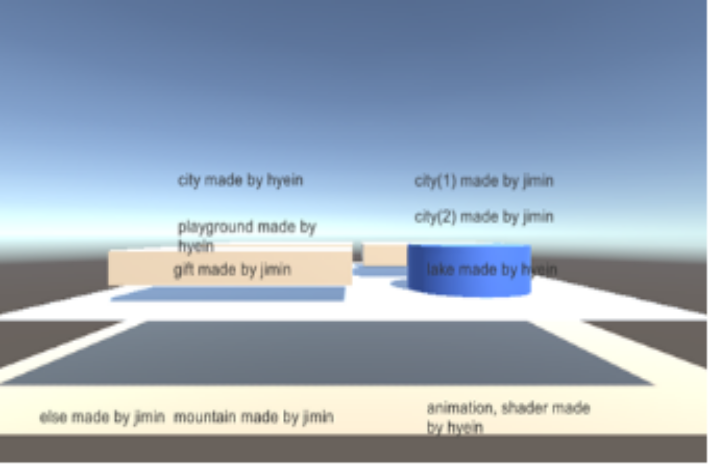 city made by hyein
city(1) made by jimin
city(2) made by jimin
playground made by
hyein
gift made by jimin
lake made by hyein
else made by jimin
mountain made by jimin
animation, shader made
by hyein